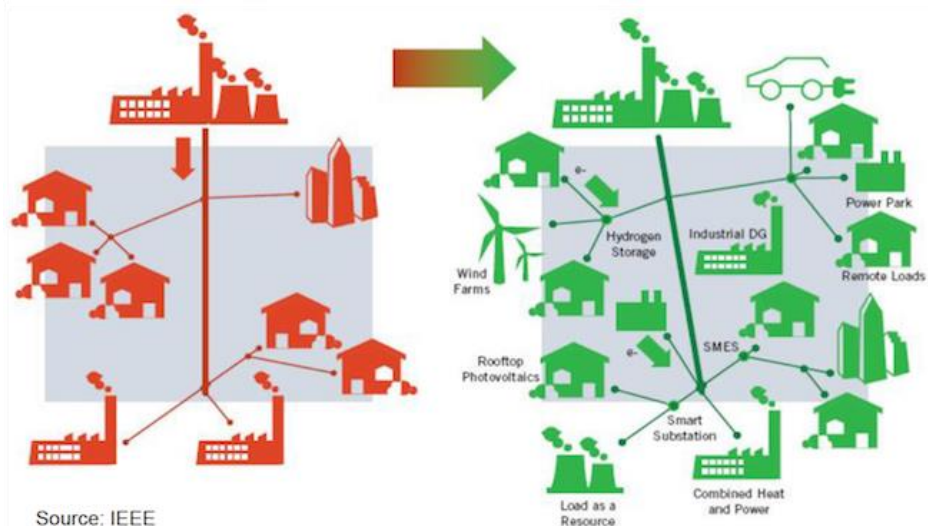 e-
Power Park
Hydrogen
Storage
Industrial DG
Wind
Farms
Remote Loads
SMES
e-
Rooftop
Photovoltaics
Smart
Substation
Load as a
Resource
Combined Heat
and Power
Source: IEEE